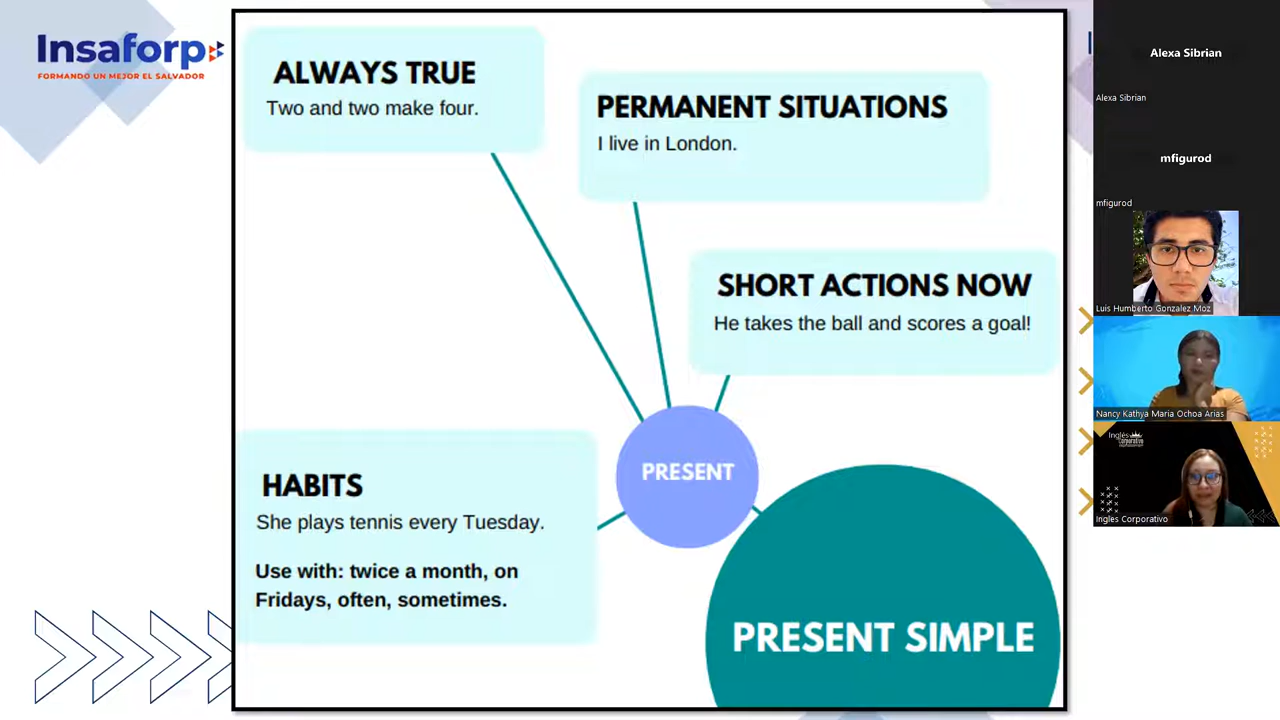 Insaforp
FORMANDO UN MEJOR EL SALVADOR
ALWAYS TRUE
Two and two make four.
PERMANENT SITUATIONS
I live in London.
SHORT ACTIONS NOW
He takes the ball and scores a goal!
PRESENT
HABITS
She plays tennis every Tuesday.
Use with: twice a month, on
Fridays, often, sometimes.
PRESENT SIMPLE
Alexa Sibrian
Alexa Sibrian
mfigurod
mfigurod
Luis Humberto Gonzalez Moz
Nancy Kathya Maria Ochoa Arias
Inglés
Corporativo
Ingles Corporativo